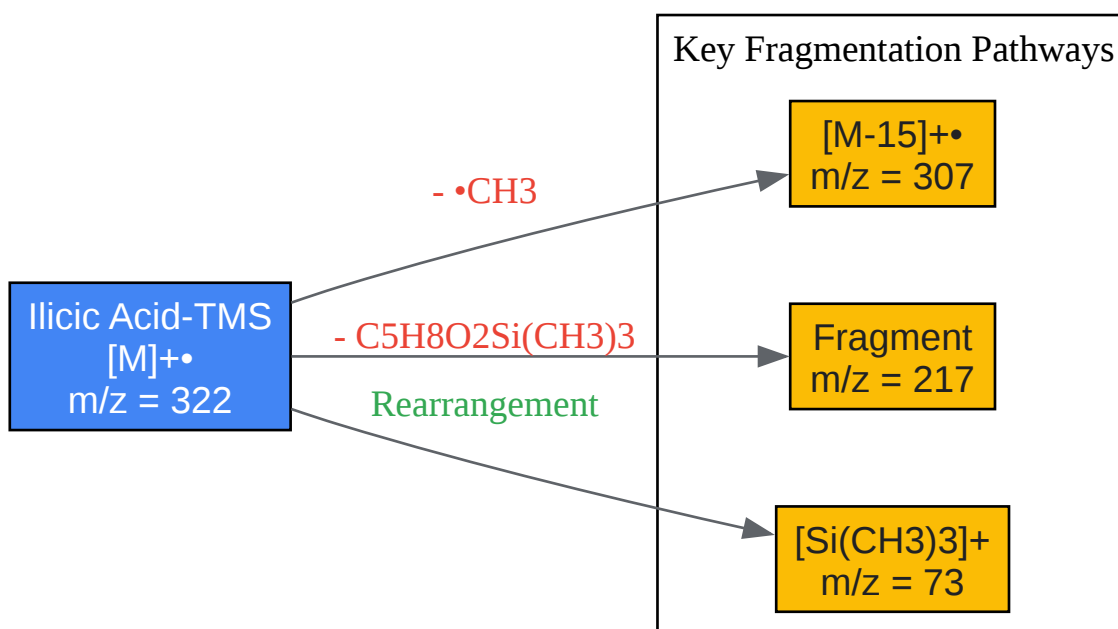 Key Fragmentation Pathways
[M-15]+•
m/z = 307
- •CH3
Ilicic Acid-TMS
[M]+•
m/z = 322
- C5H8O2Si(CH3)3
Fragment
m/z = 217
Rearrangement
[Si(CH3)3]+
m/z = 73